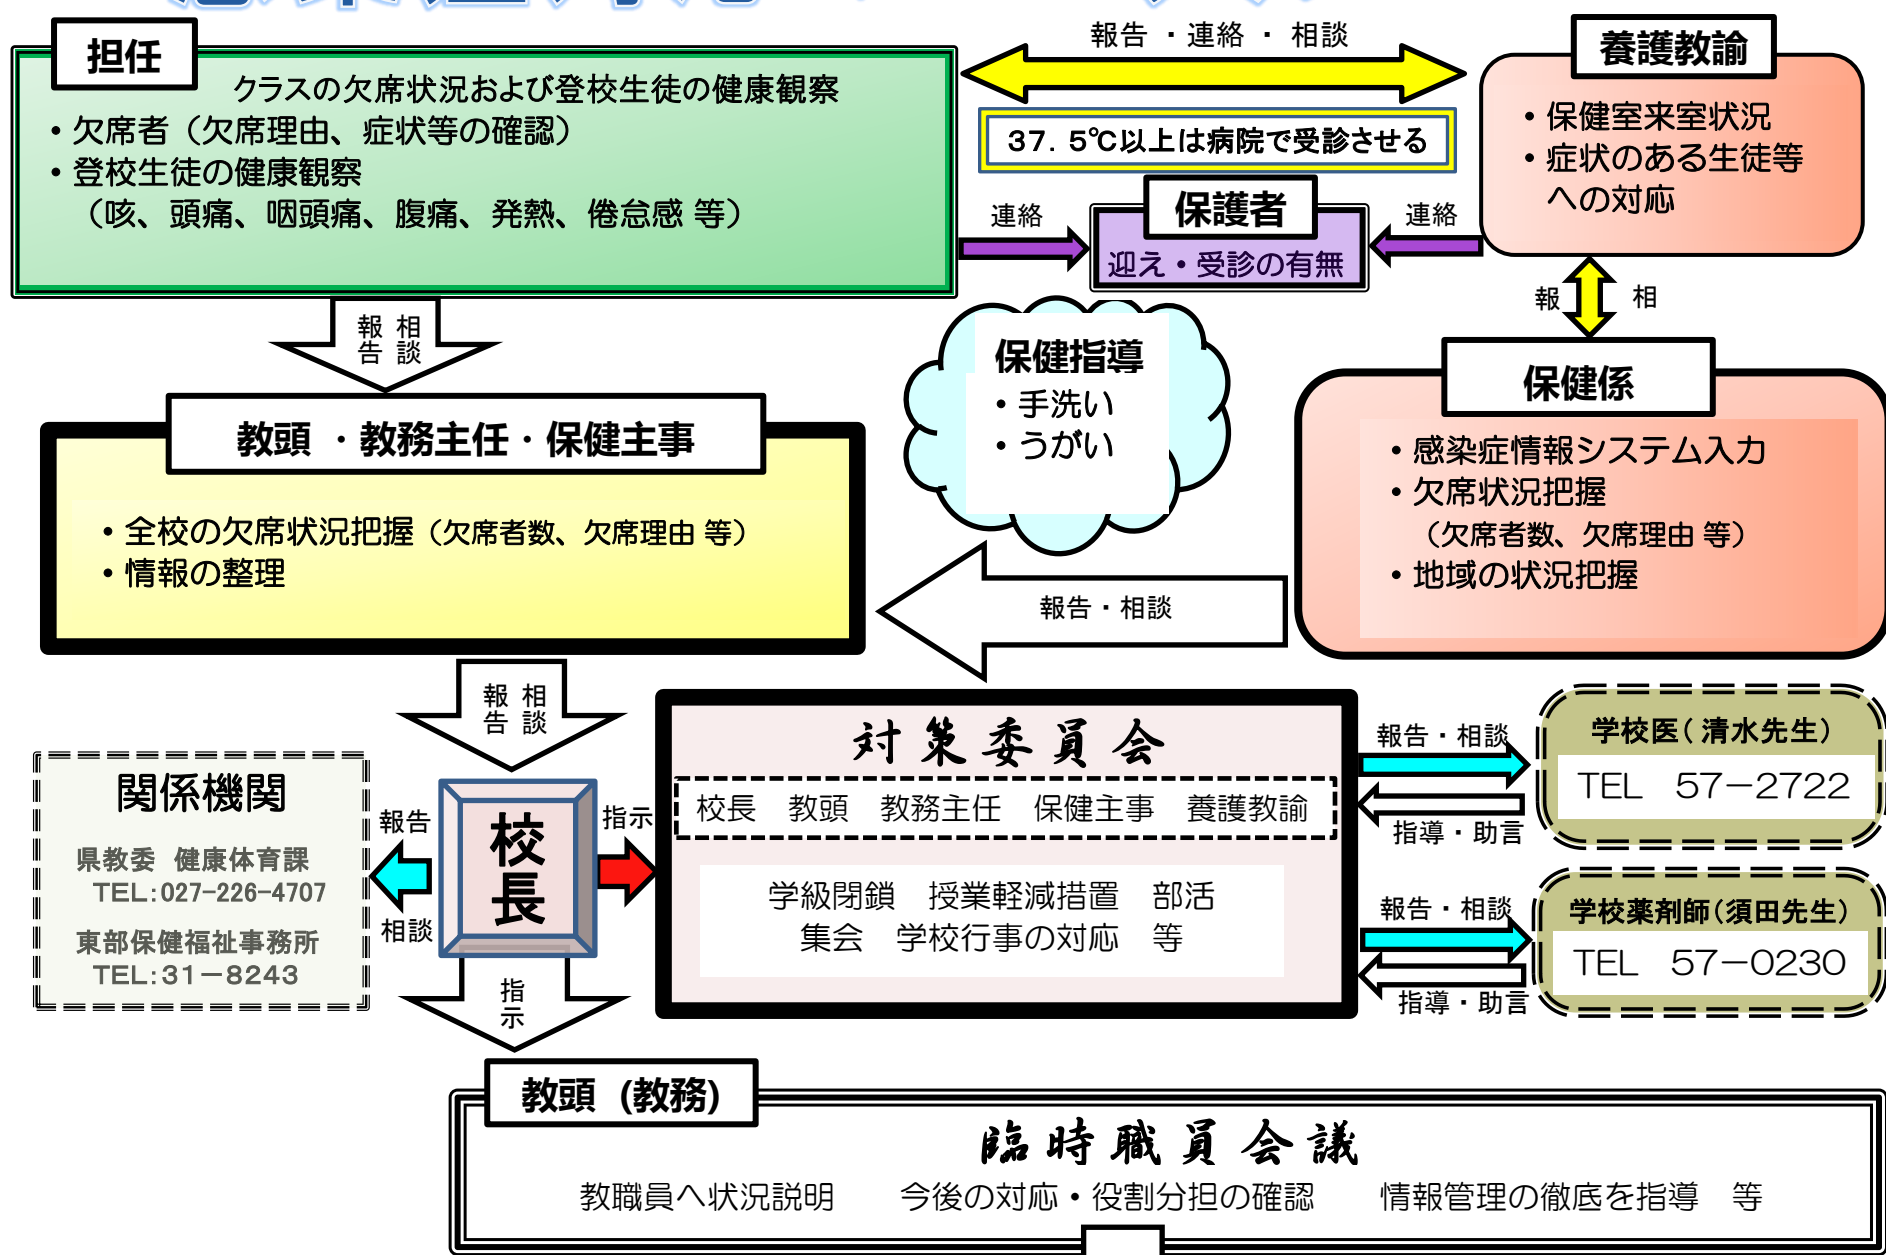 担任
クラスの欠席状況および登校生徒の健康観察
・欠席者（欠席理由、症状等の確認）
・登校生徒の健康観察
（咳、頭痛、咽頭痛、腹痛、発熱、倦怠感 等）
報告 ・連絡 ・ 相談
37．5℃以上は病院で受診させる
養護教諭
・保健室来室状況
・症状のある生徒等
への対応
連絡
保護者
迎え・受診の有無
連絡
報告
相談
報
相
保健指導
・手洗い
・うがい
保健係
・感染症情報システム入力
・欠席状況把握
（欠席者数、欠席理由 等）
・地域の状況把握
教頭 ・教務主任・保健主事
・全校の欠席状況把握（欠席者数、欠席理由 等）
・情報の整理
報告・相談
報告
相談
対策委員会
校長 教頭 教務主任 保健主事 養護教諭
学級閉鎖 授業軽減措置 部活
集会 学校行事の対応 等
報告・相談
指導・助言
学校医（清水先生）
TEL 57－2722
報告・相談
指導・助言
学校薬剤師（須田先生）
TEL 57－0230
関係機関
県教委 健康体育課
TEL：027-226-4707
東部保健福祉事務所
TEL：31－8243
報告
相談
校長
指示
指示
教頭（教務）
臨時職員会議
教職員へ状況説明 今後の対応・役割分担の確認 情報管理の徹底を指導 等